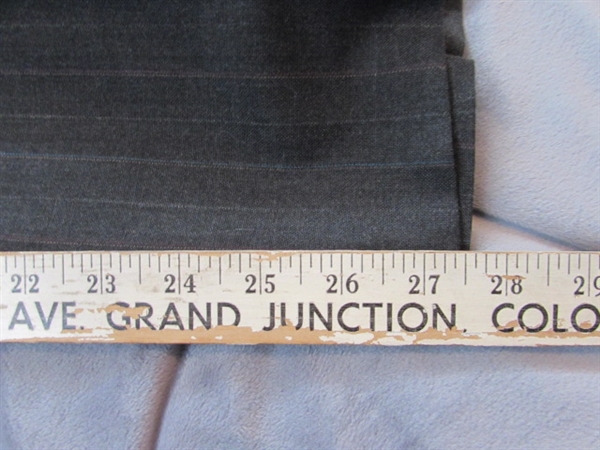 22 23 24 25 26 27 28 29
AVE. GRAND JUNCTION, COLO